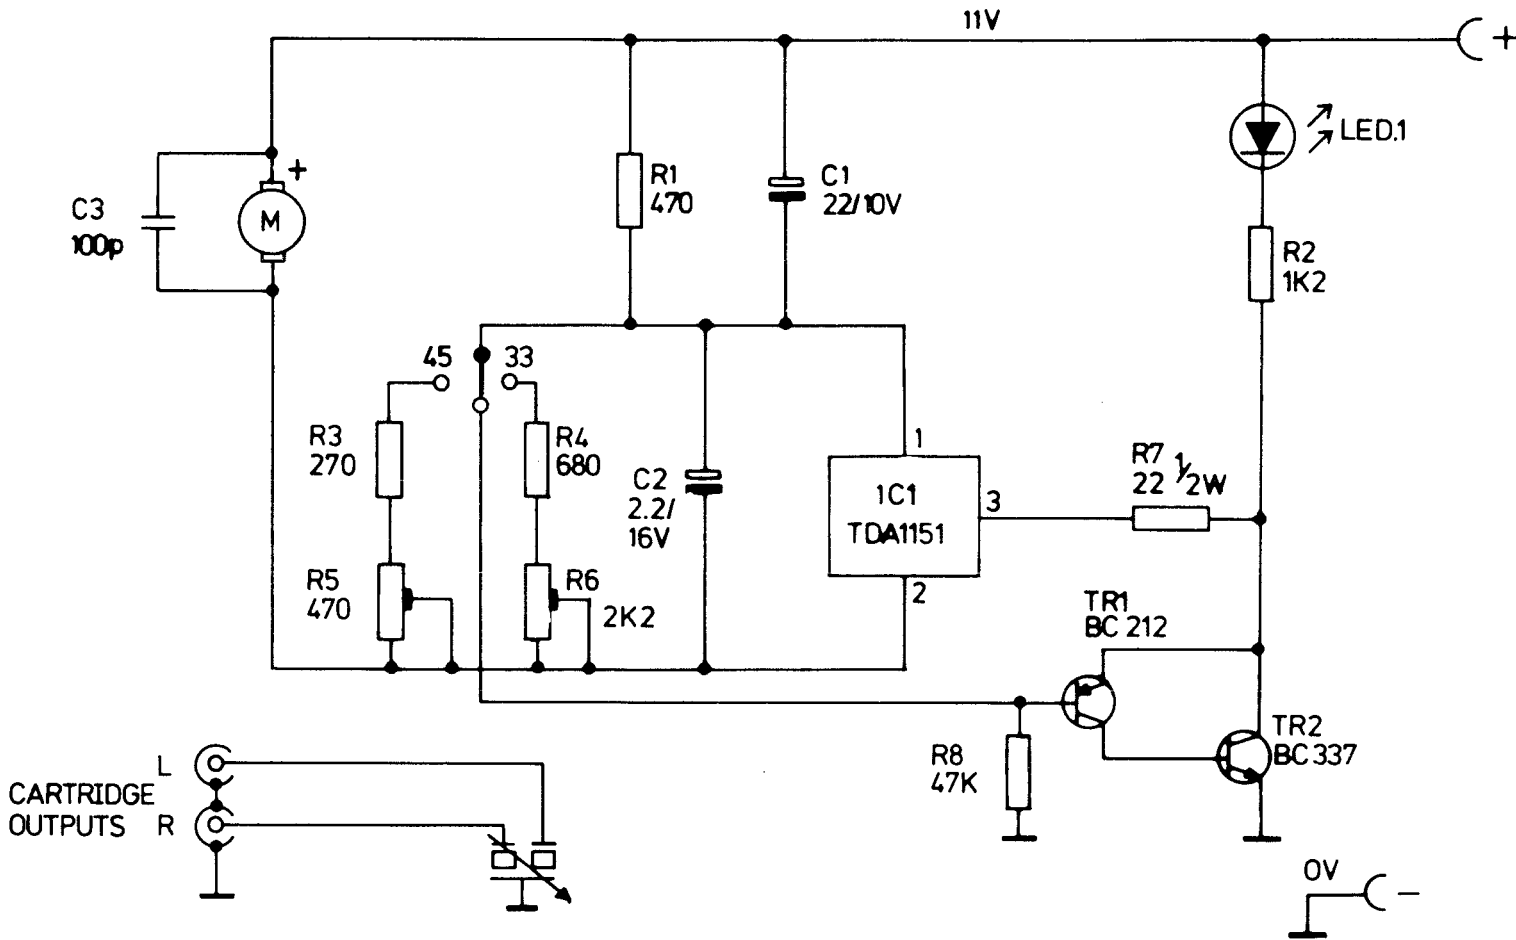 11V
+
LED.1
+
M
C3
100p
R1
470
C1
22/10V
R2
1K2
45
33
R3
270
R4
680
C2
2.2/
16V
1
1C1
TDA1151
3
2
R7
22 ½W
R5
470
R6
2K2
TR1
BC 212
TR2
BC337
R8
47K
L
CARTRIDGE
OUTPUTS R
0V
-